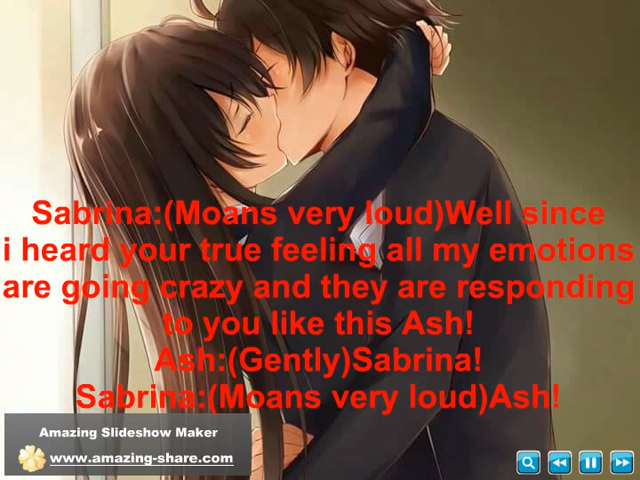 Sabrina:(Moans very loud)Well since
i heard your true feeling all my emotions
are going crazy and they are responding
to you like this Ash!
Ash:(Gently)Sabrina!
Sabrina:(Moans very loud)Ash!
Amazing Slideshow Maker
www.amazing-share.com